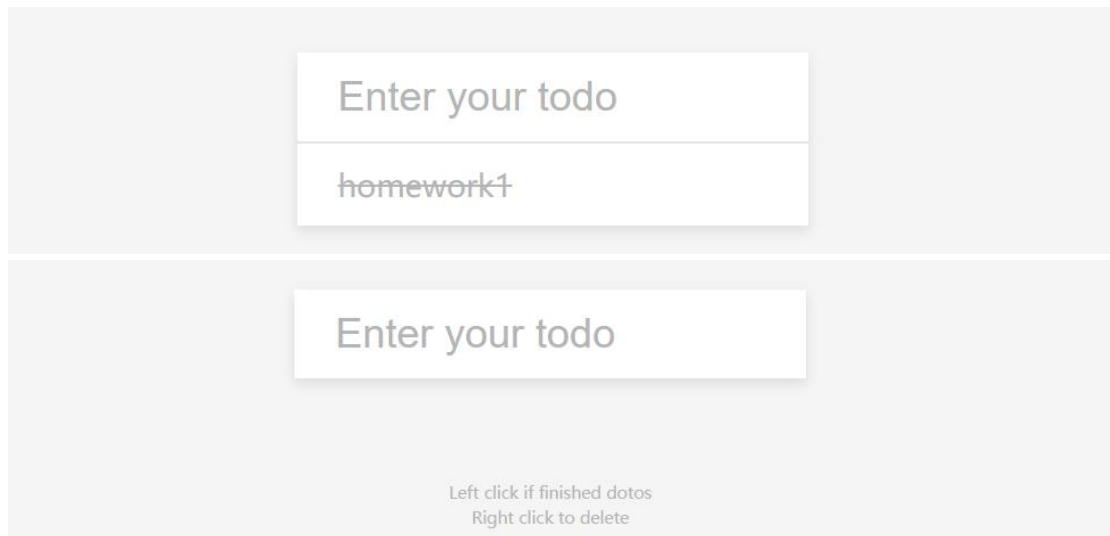 Enter your todo
homework1
Enter your todo
Left click if finished dotos
Right click to delete